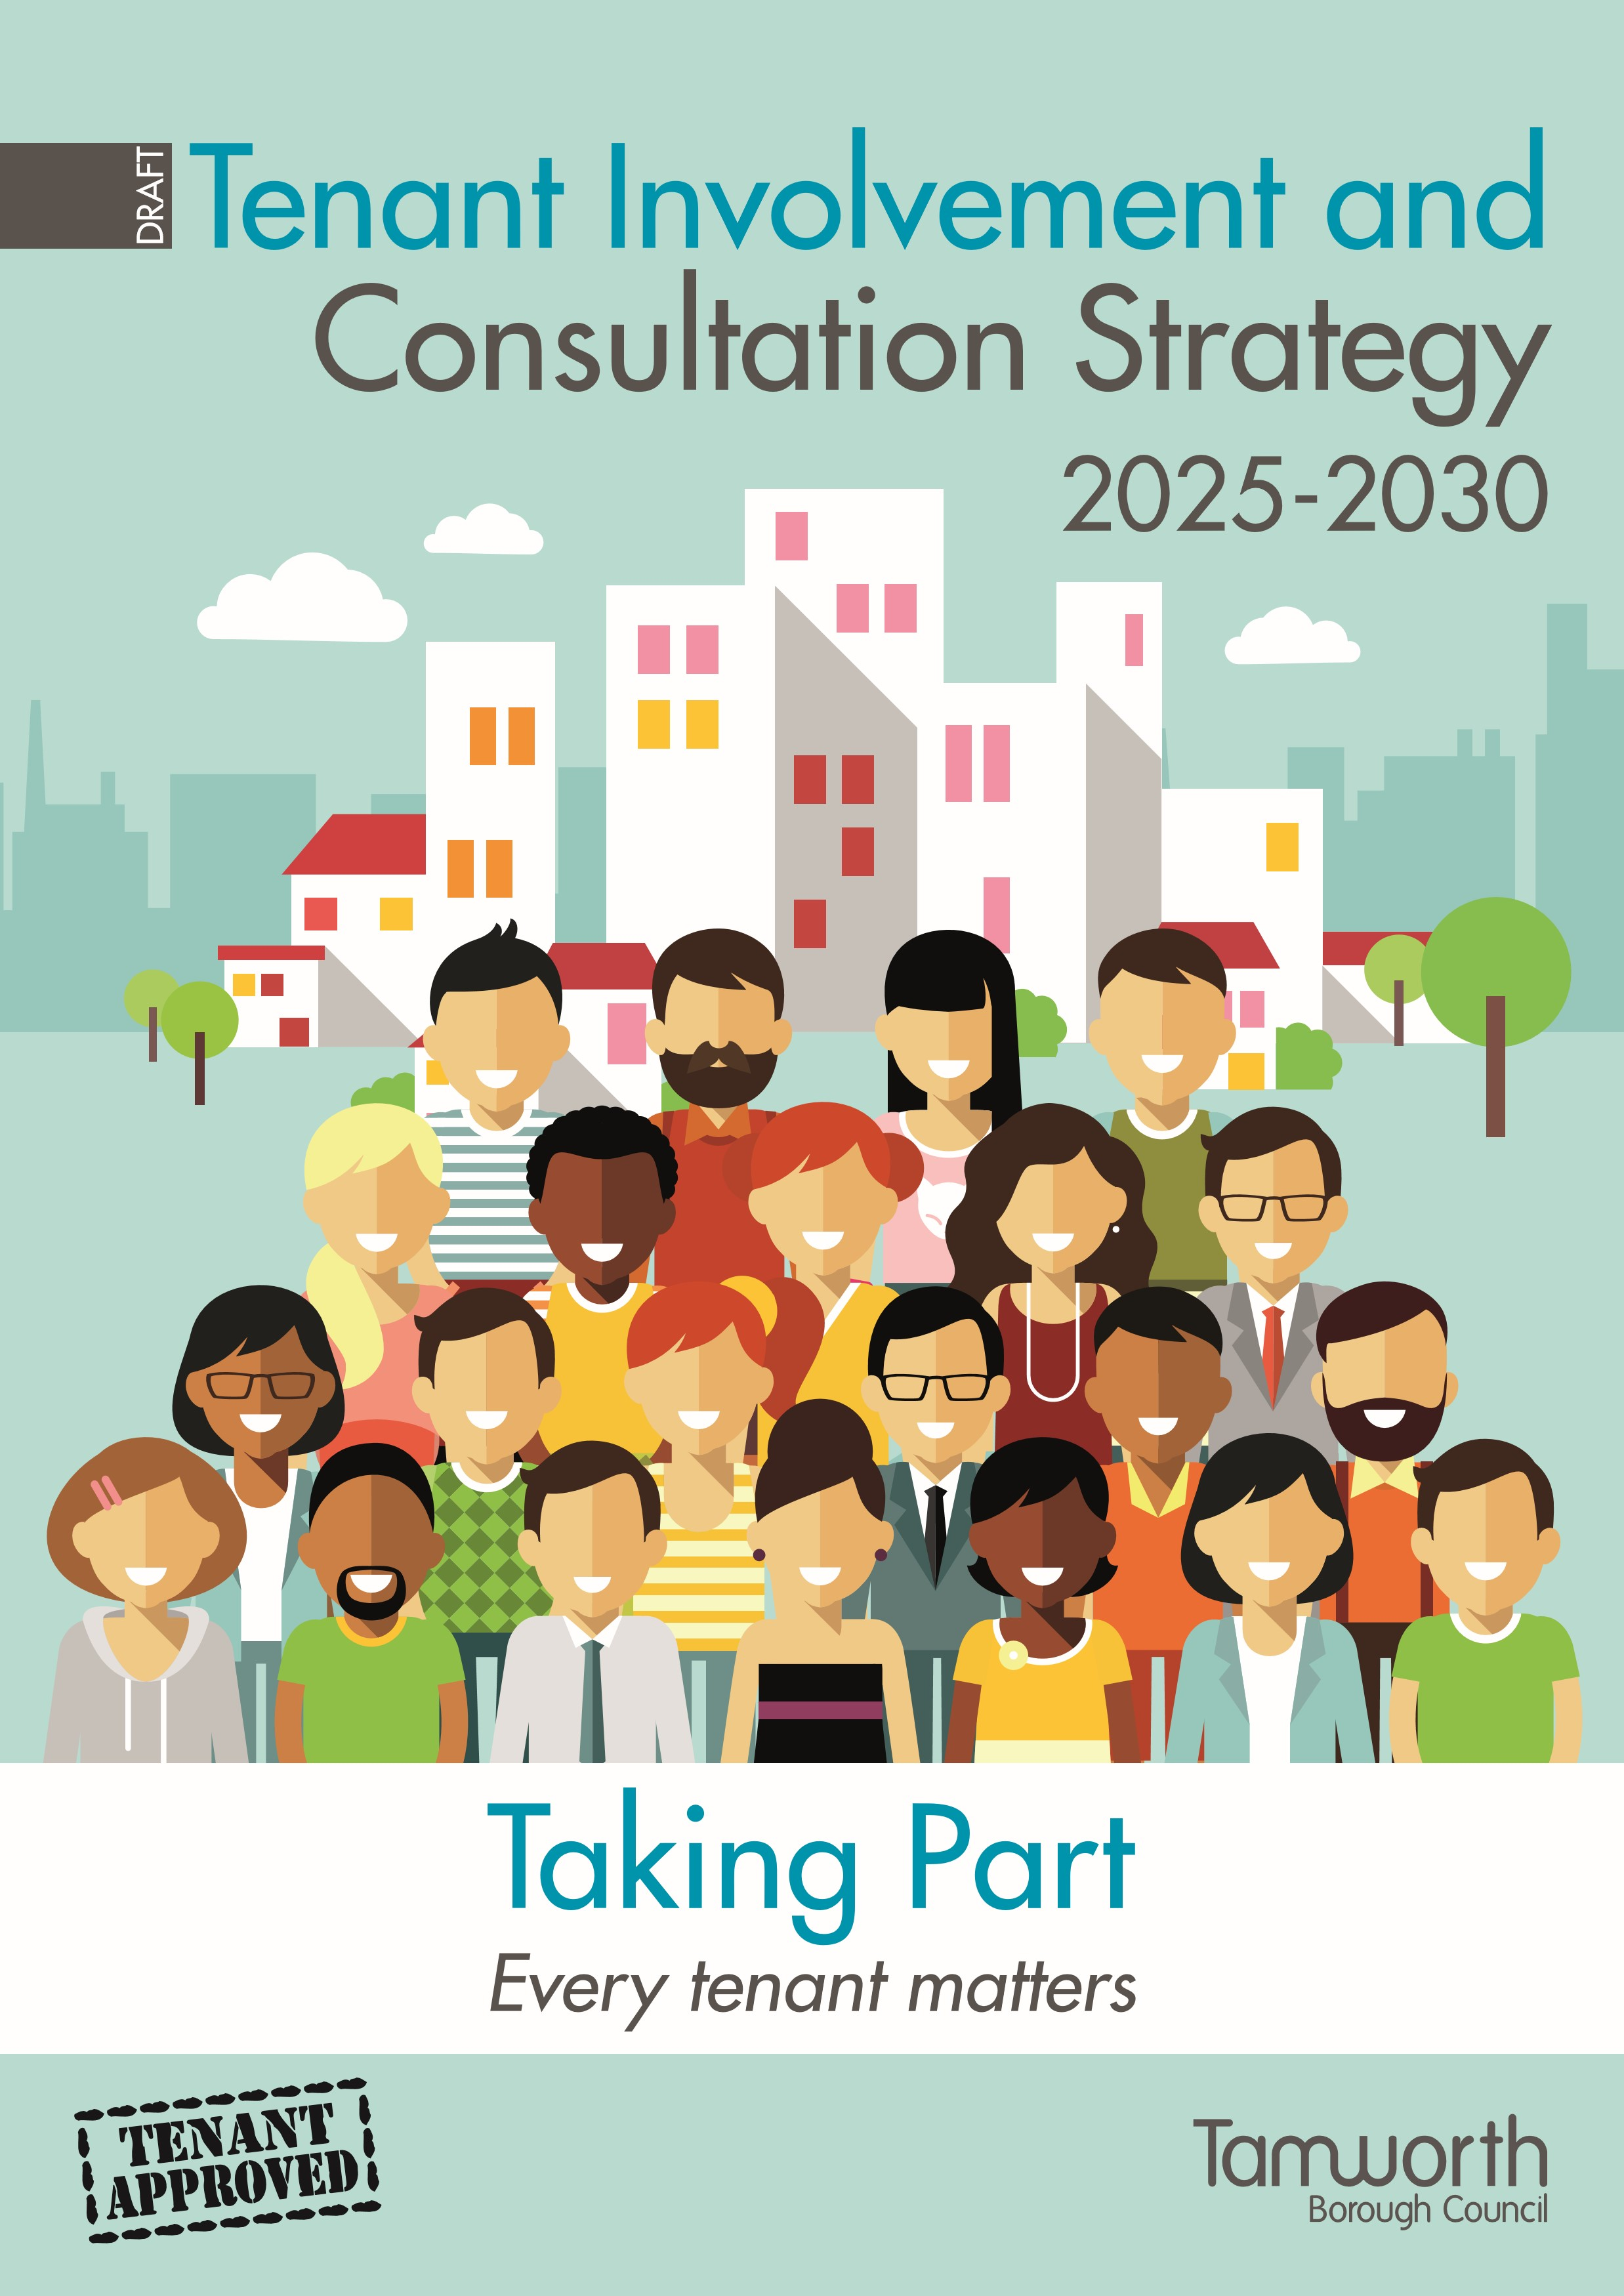 DRAFT
Tenant Involvement and
Consultation Strategy
2025-2030
Taking Part
Every tenant matters
TENANT
APPROVED
Tamworth
Borough Council